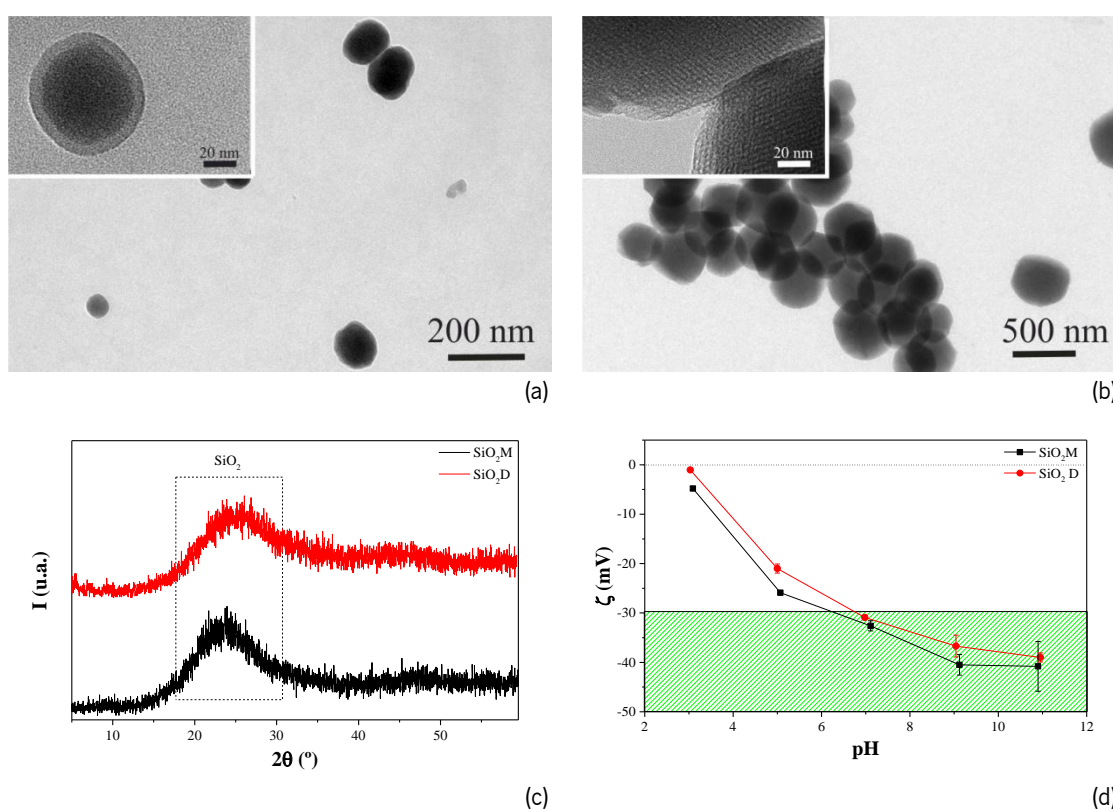 20 nm
200 nm
(a)
20 nm
500 nm
(b)
SiO2
SiO2M
SiO2D
I (u.a.)
10 20 30 40 50
2θ (º)
(c)
SiO2M
SiO2 D
0
-10
-20
-30
-40
-50
ζ (mV)
2 4 6 8 10 12
pH
(d)